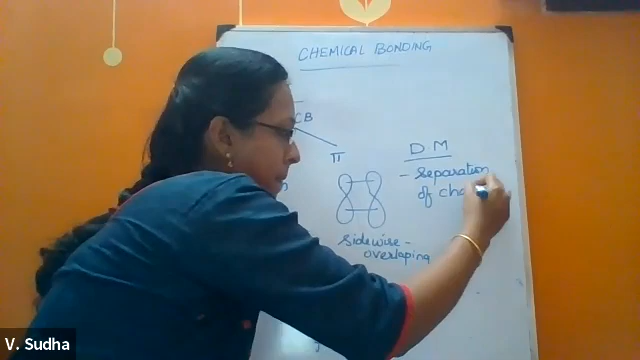 CHEMICAL BONDING
CB
π
D M
- separation
of cha
sidewise -
overlaping
V. Sudha